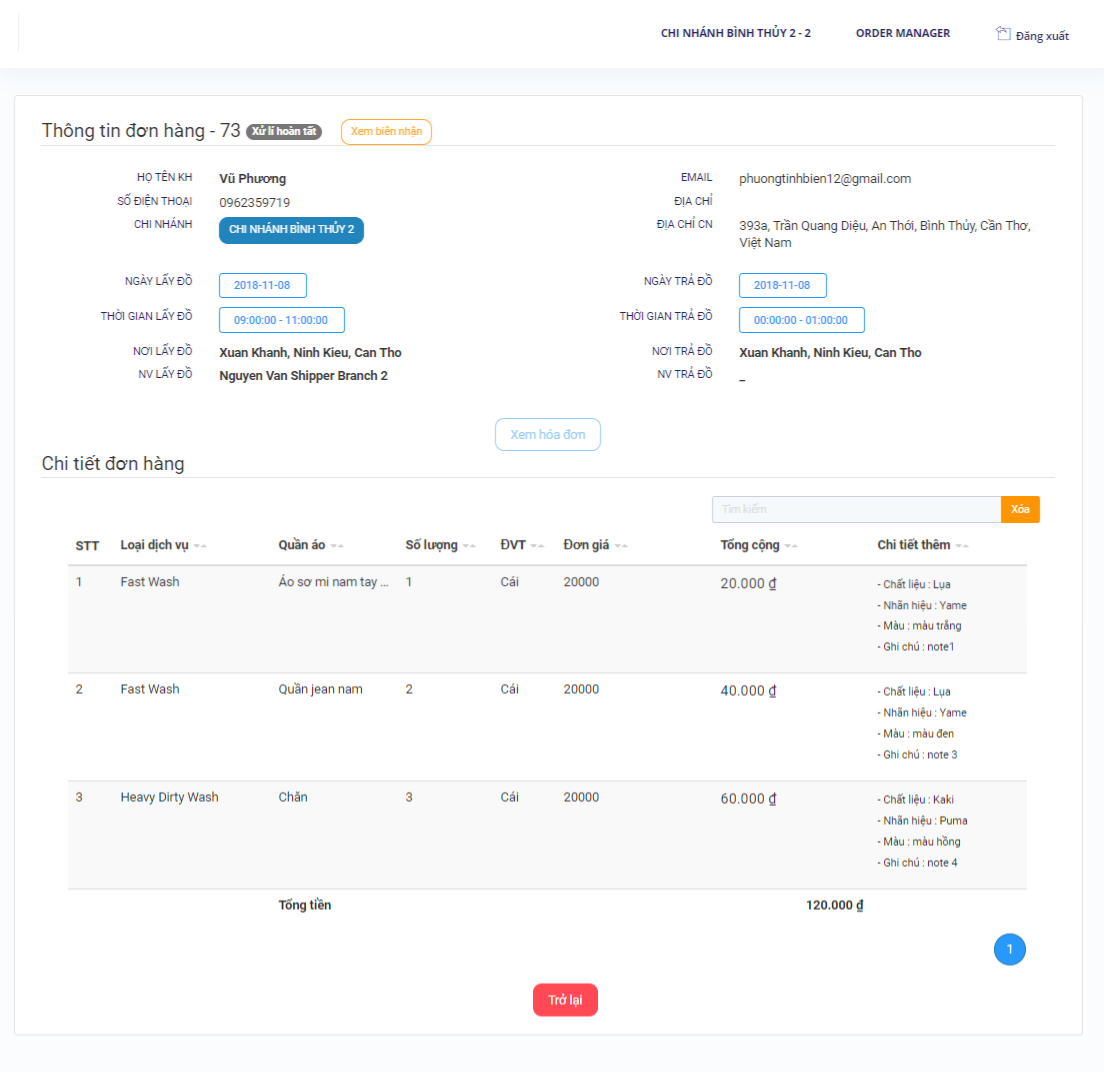 CHI NHÁNH BÌNH THỦY 2 - 2 ORDER MANAGER Đăng xuất
Thông tin đơn hàng - 73 Xử lí hoàn tất Xem biên nhận
HỌ TÊN KH Vũ Phương EMAIL phuongtinhbien12@gmail.com
SỐ ĐIỆN THOẠI 0962359719 ĐỊA CHỈ
CHI NHÁNH CHI NHÁNH BÌNH THỦY 2 ĐỊA CHỈ CN 393a, Trần Quang Diệu, An Thới, Bình Thủy, Cần Thơ,
Việt Nam
NGÀY LẤY ĐỒ 2018-11-08 NGÀY TRẢ ĐỒ 2018-11-08
THỜI GIAN LẤY ĐỒ 09:00:00 - 11:00:00 THỜI GIAN TRẢ ĐỒ 00:00:00 - 01:00:00
NƠI LẤY ĐỒ Xuan Khanh, Ninh Kieu, Can Tho NƠI TRẢ ĐỒ Xuan Khanh, Ninh Kieu, Can Tho
NV LẤY ĐỒ Nguyen Van Shipper Branch 2 NV TRẢ ĐỒ _
Xem hóa đơn
Chi tiết đơn hàng
Tìm kiếm Xóa
STT Loại dịch vụ Quần áo Số lượng ĐVT Đơn giá Tổng cộng Chi tiết thêm
1 Fast Wash Áo sơ mi nam tay ... 1 Cái 20000 20.000 ₫ - Chất liệu : Lụa
- Nhãn hiệu : Yame
- Màu : màu trắng
- Ghi chú : note1
2 Fast Wash Quần jean nam 2 Cái 20000 40.000 ₫ - Chất liệu : Lụa
- Nhãn hiệu : Yame
- Màu : màu đen
- Ghi chú : note 3
3 Heavy Dirty Wash Chăn 3 Cái 20000 60.000 ₫ - Chất liệu : Kaki
- Nhãn hiệu : Puma
- Màu : màu hồng
- Ghi chú : note 4
Tổng tiền 120.000 ₫
1
Trở lại